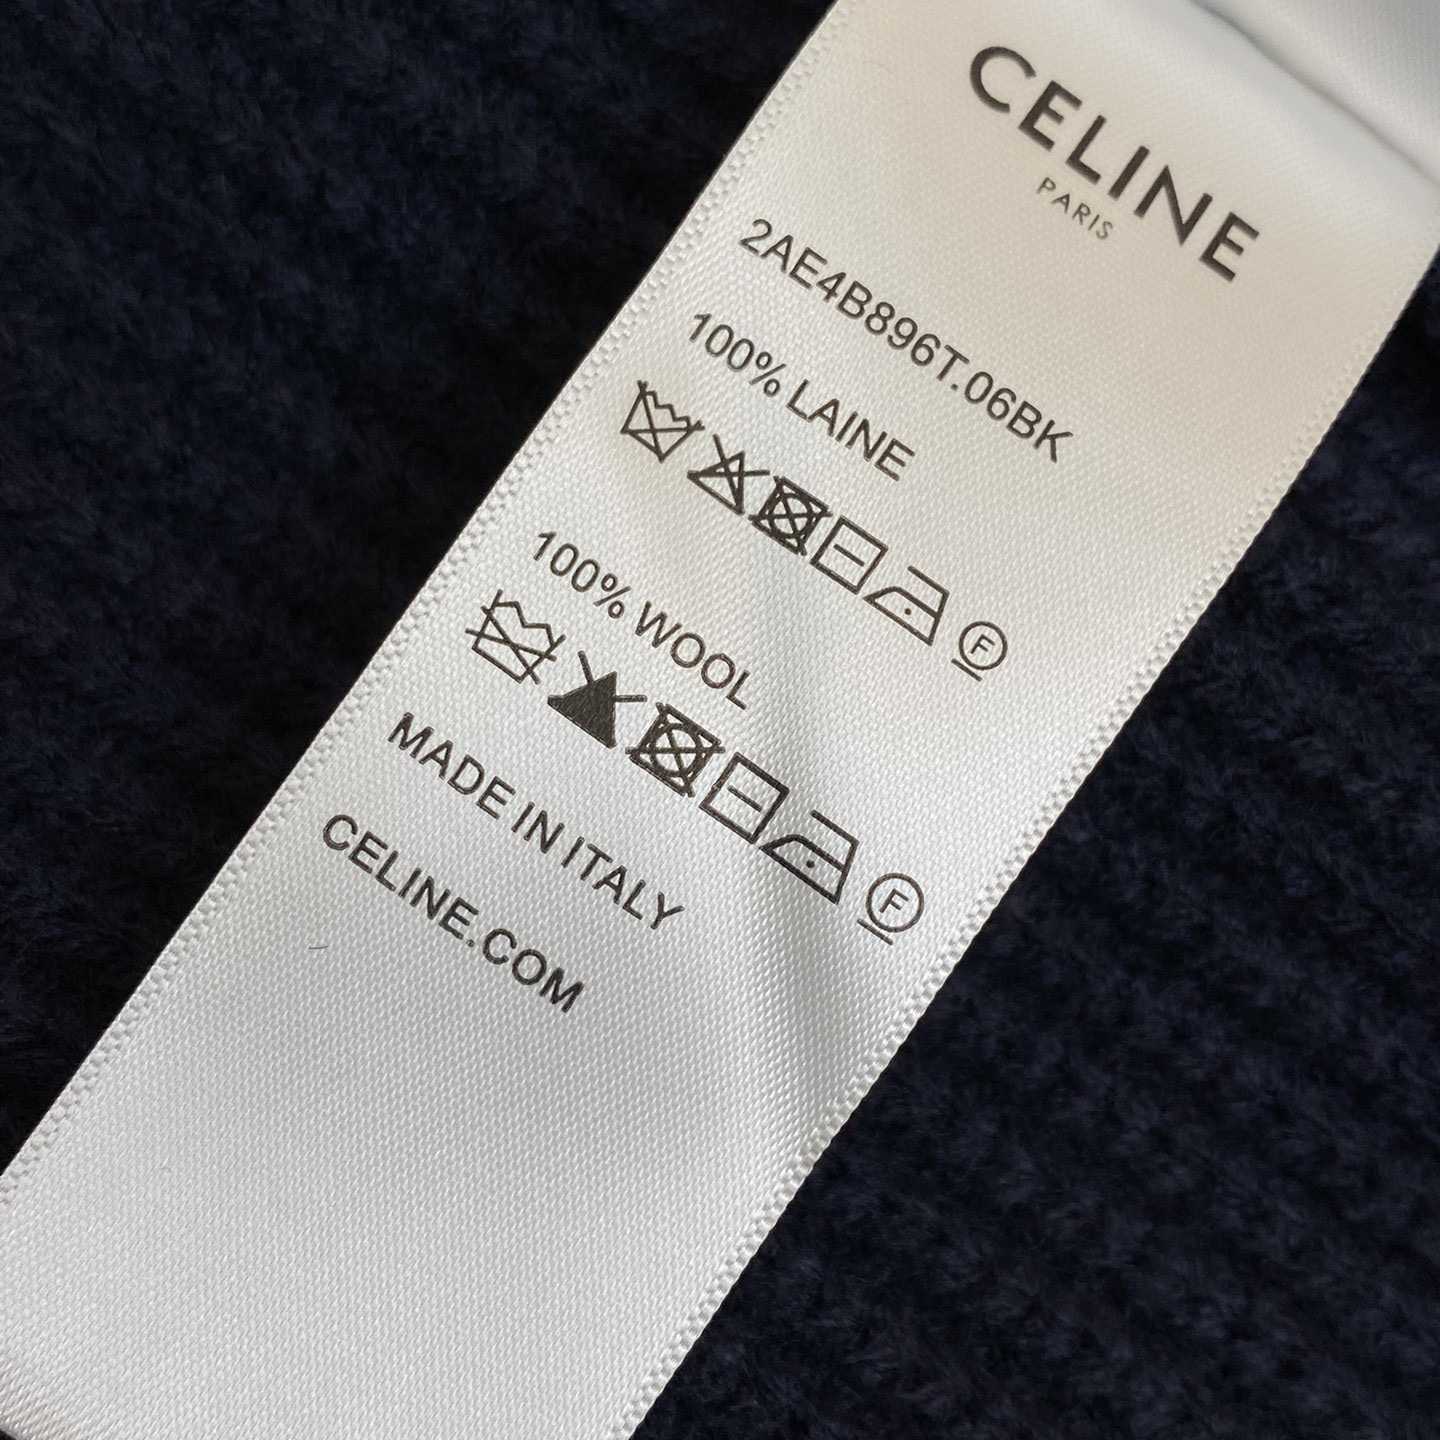 CELINE
PARIS
2AE4B896T.06BK
100% LAINE
F
100% WOOL
F
MADE IN ITALY
CELINE.COM